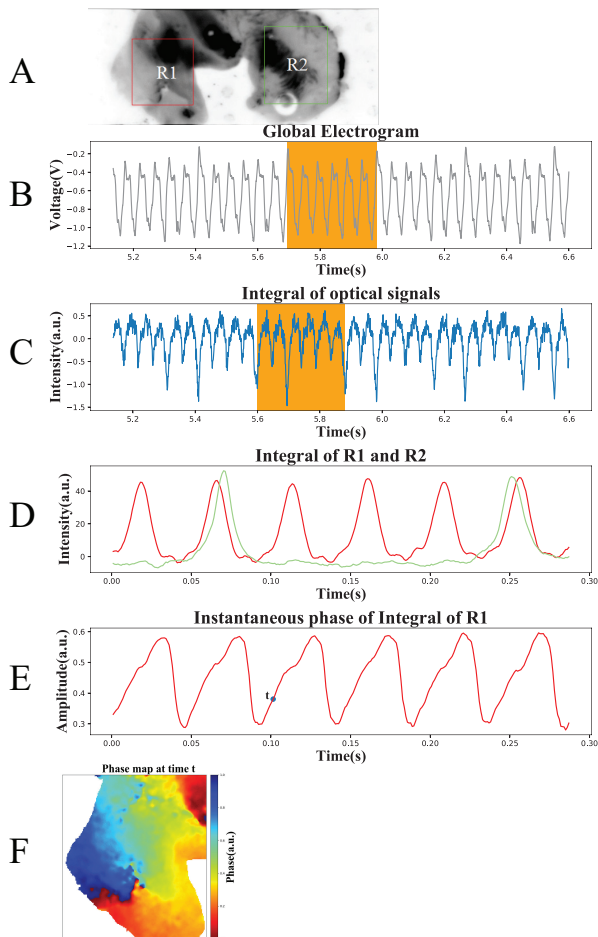 A
R1
R2
Global Electrogram
B
Voltage(V)
−0.2
−0.4
−0.6
−0.8
−1.0
−1.2
5.2 5.4 5.6 5.8 6.0 6.2 6.4 6.6
Time(s)
Integral of optical signals
C
Intensity(a.u.)
0.5
0.0
−0.5
−1.0
−1.5
5.2 5.4 5.6 5.8 6.0 6.2 6.4 6.6
Time(s)
Integral of R1 and R2
D
Intensity(a.u.)
40
20
0
0.00 0.05 0.10 0.15 0.20 0.25 0.30
Time(s)
Instantaneous phase of Integral of R1
E
Amplitude(a.u.)
0.6
0.5
0.4
0.3
t
0.00 0.05 0.10 0.15 0.20 0.25 0.30
Time(s)
Phase map at time t
F
Phase(a.u.)